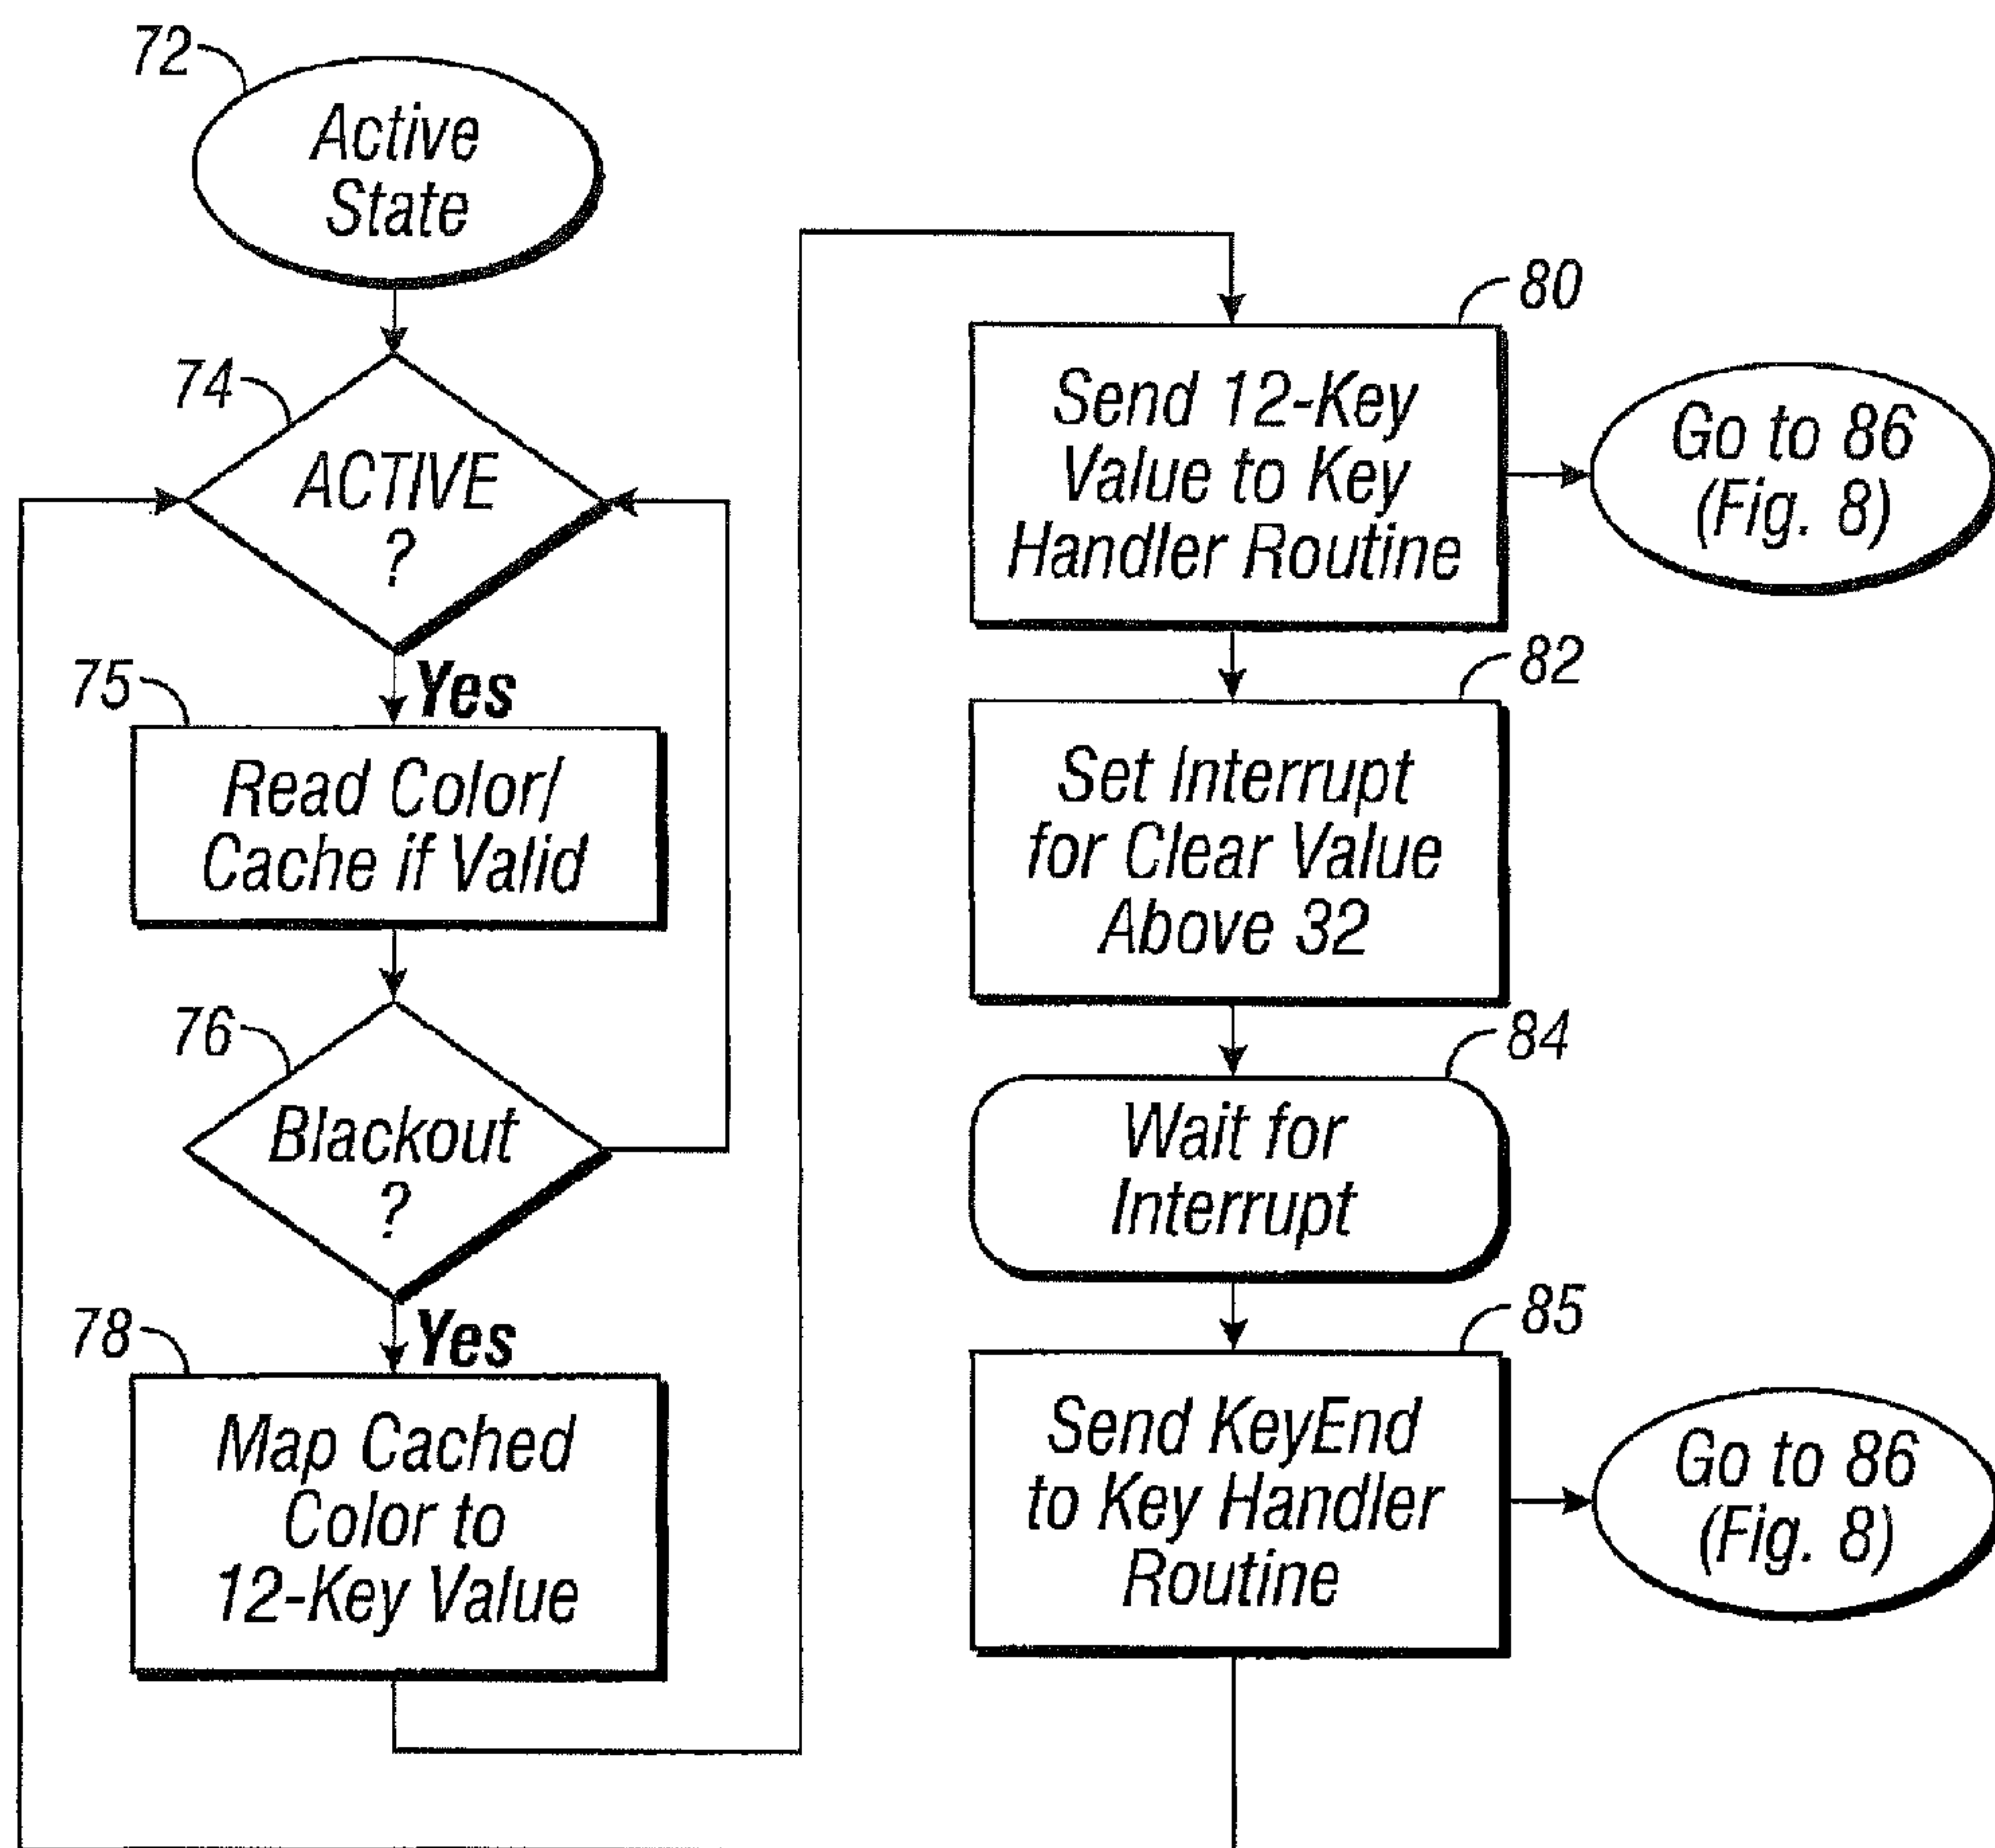 72
Active
State
74
ACTIVE
?
Yes
75
Read Color/
Cache if Valid
76
Blackout
?
Yes
78
Map Cached
Color to
12-Key Value
80
Send 12-Key
Value to Key
Handler Routine
Go to 86
(Fig. 8)
82
Set Interrupt
for Clear Value
Above 32
84
Wait for
Interrupt
85
Send KeyEnd
to Key Handler
Routine
Go to 86
(Fig. 8)